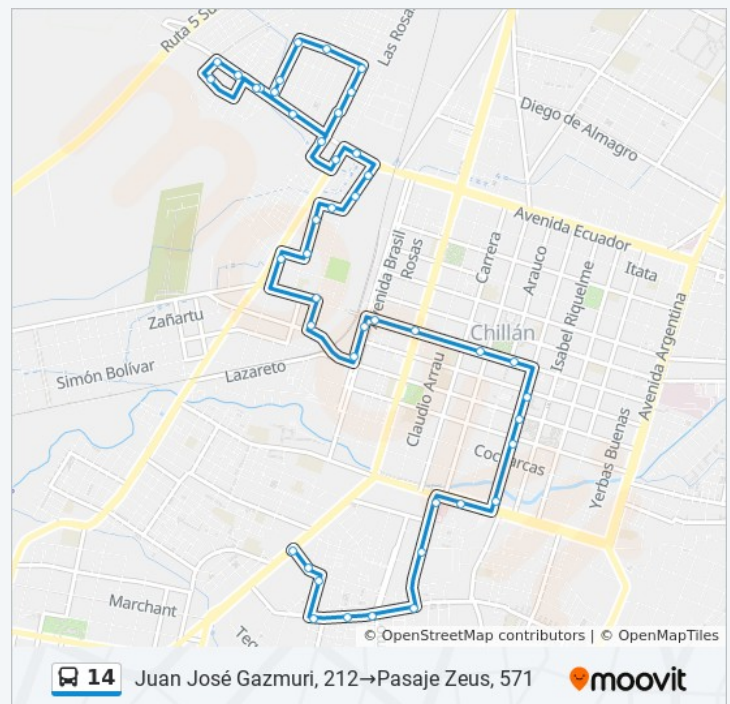 Ruta 5 Su
Las Rosa
Diego de Almagro
Avenida Ecuador
Carrera
Arauco
Itata
Avenida Brasil
Rosas
Isabel Riquelme
Avenida Argentina
Zañartu
Chillán
Simón Bolívar
Lazareto
Claudio Arrau
Yerbas Buenas
Marchant
© OpenStreetMap contributors | © OpenMapTiles
14 Juan José Gazmuri, 212→Pasaje Zeus, 571
moovit